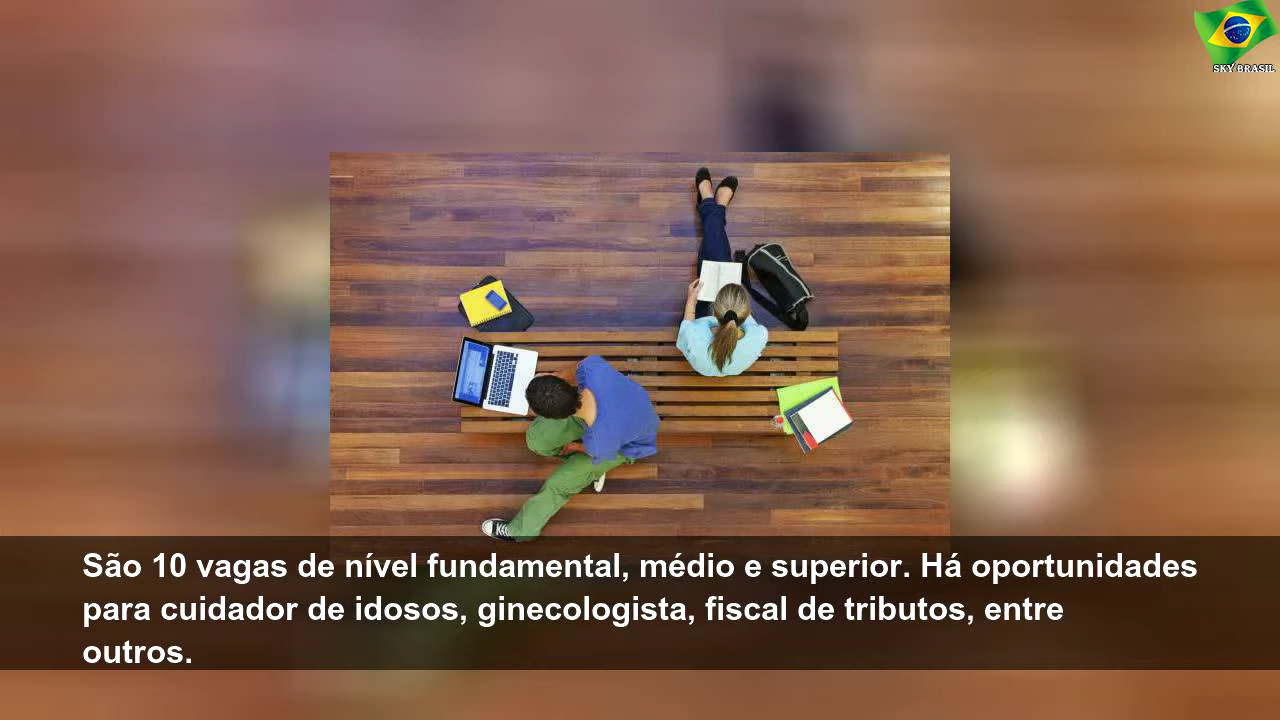 SKY BRASIL
São 10 vagas de nível fundamental, médio e superior. Há oportunidades
para cuidador de idosos, ginecologista, fiscal de tributos, entre
outros.